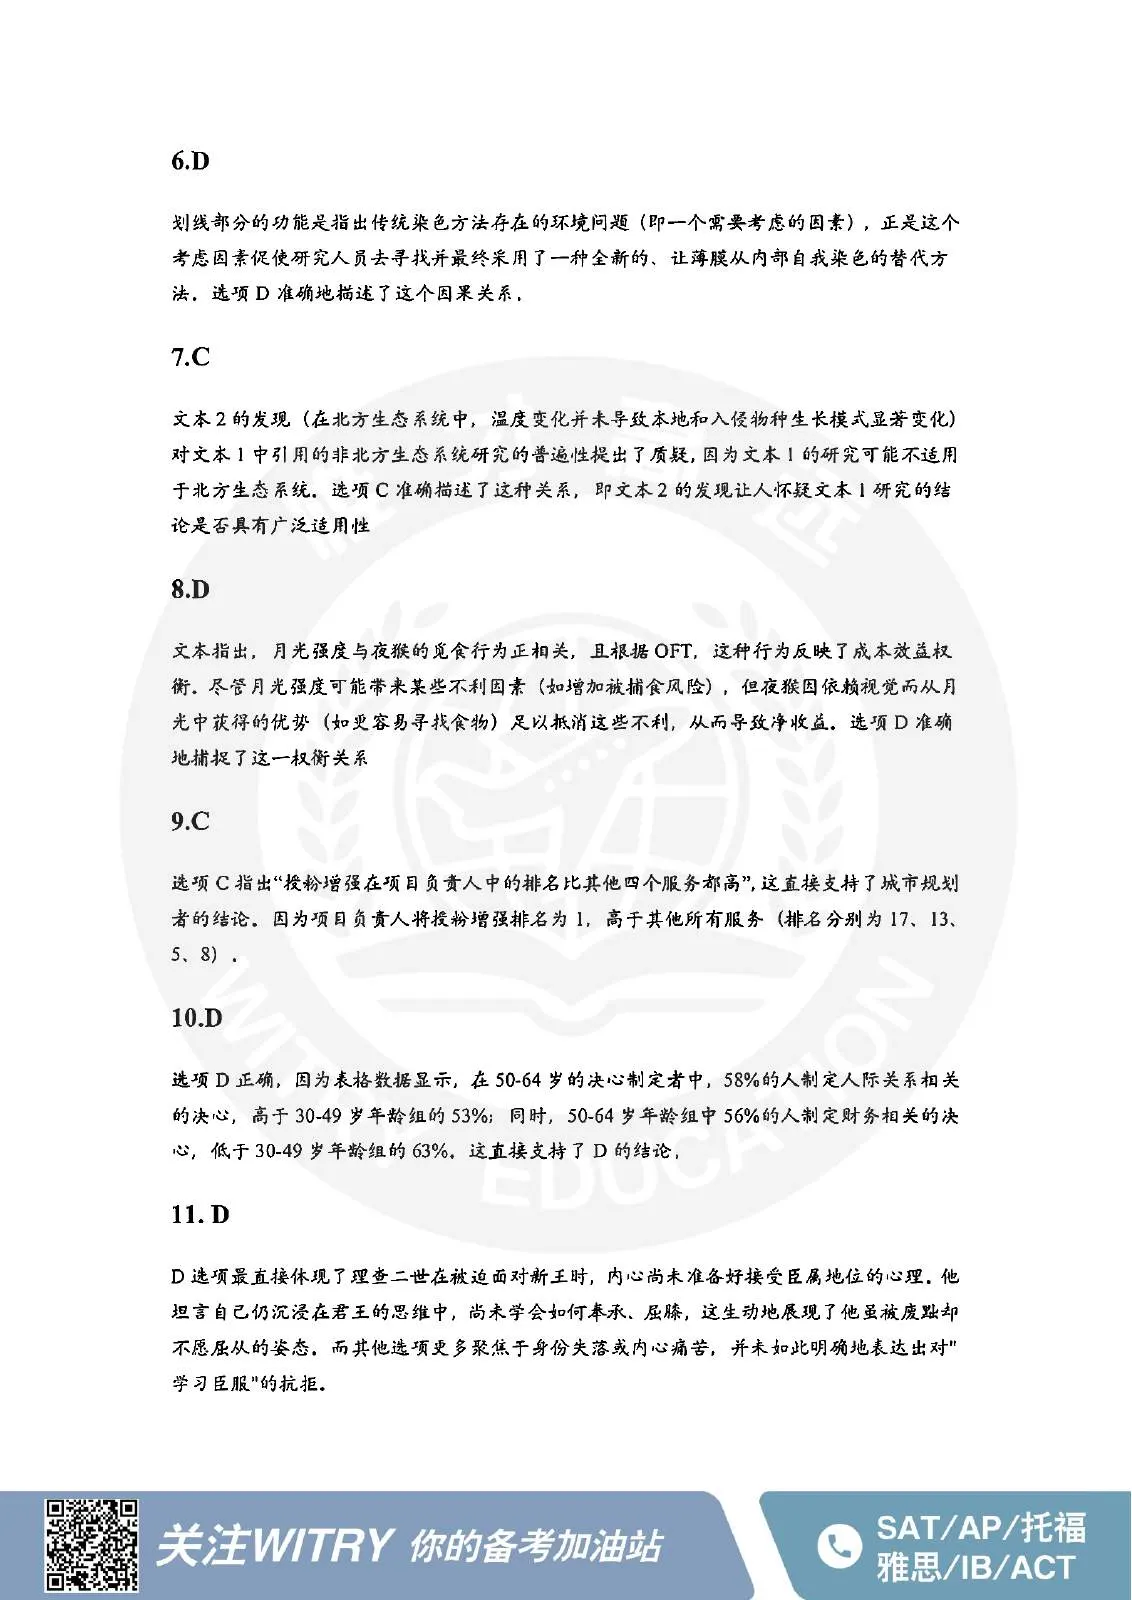 6.D
划线部分的功能是指出传统染色方法存在的环境问题（即一个需要考虑的因素），正是这个
考虑因素促使研究人员去寻找并最终采用了一种全新的、让薄膜从内部自我染色的替代方
法。选项 D 准确地描述了这个因果关系。
7.C
文本 2 的发现（在北方生态系统中，温度变化并未导致本地和入侵物种生长模式显著变化）
对文本 1 中引用的非北方生态系统研究的普遍性提出了质疑，因为文本 1 的研究可能不适用
于北方生态系统。选项 C 准确描述了这种关系，即文本 2 的发现让人怀疑文本 1 研究的结
论是否具有广泛适用性
8.D
文本指出，月光强度与夜猴的觅食行为正相关，且根据 OFT，这种行为反映了成本效益权
衡。尽管月光强度可能带来某些不利因素（如增加被捕食风险），但夜猴因依赖视觉而从月
光中获得的优势（如更容易寻找食物）足以抵消这些不利，从而导致净收益。选项 D 准确
地捕捉了这一权衡关系
9.C
选项 C 指出“授粉增强在项目负责人中的排名比其他四个服务都高”，这直接支持了城市规划
者的结论。因为项目负责人将授粉增强排名为 1，高于其他所有服务（排名分别为 17、13、
5、8）。
10.D
选项 D 正确，因为表格数据显示，在 50-64 岁的决心制定者中，58%的人制定人际关系相关
的决心，高于 30-49 岁年龄组的 53%；同时，50-64 岁年龄组中 56%的人制定财务相关的决
心，低于 30-49 岁年龄组的 63%。这直接支持了 D 的结论。
11. D
D 选项最直接体现了理查二世在被迫面对新王时，内心尚未准备好接受臣属地位的心理。他
坦言自己仍沉浸在君王的思维中，尚未学会如何奉承、屈膝，这生动地展现了他虽被废黜却
不愿屈从的姿态。而其他选项更多聚焦于身份失落或内心痛苦，并未如此明确地表达出对"
学习臣服"的抗拒。
WITRY EDUCATION
关注WITRY 你的备考加油站
SAT/AP/托福
雅思/IB/ACT